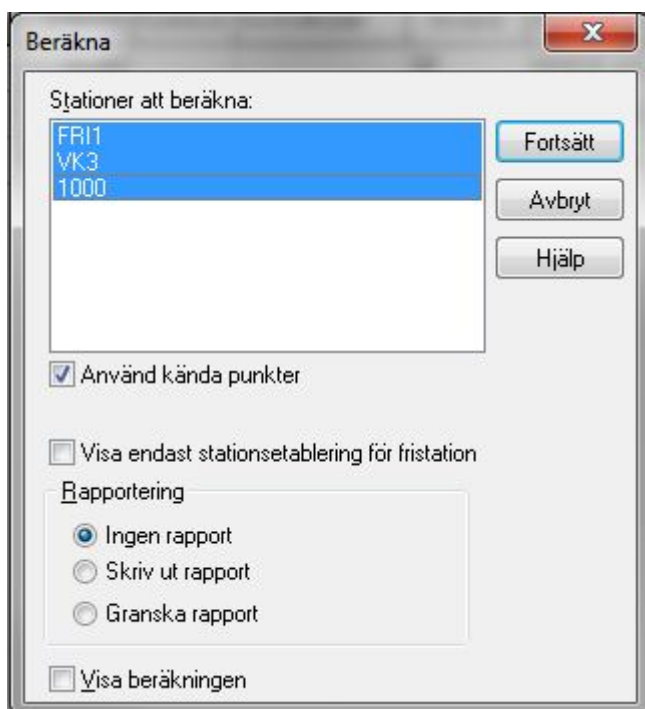 Beräkna
Stationer att beräkna:
FRI1
VK3
1000
Fortsätt
Avbryt
Hjälp
Använd kända punkter
Visa endast stationsetablering för fristation
Rapportering
Ingen rapport
Skriv ut rapport
Granska rapport
Visa beräkningen